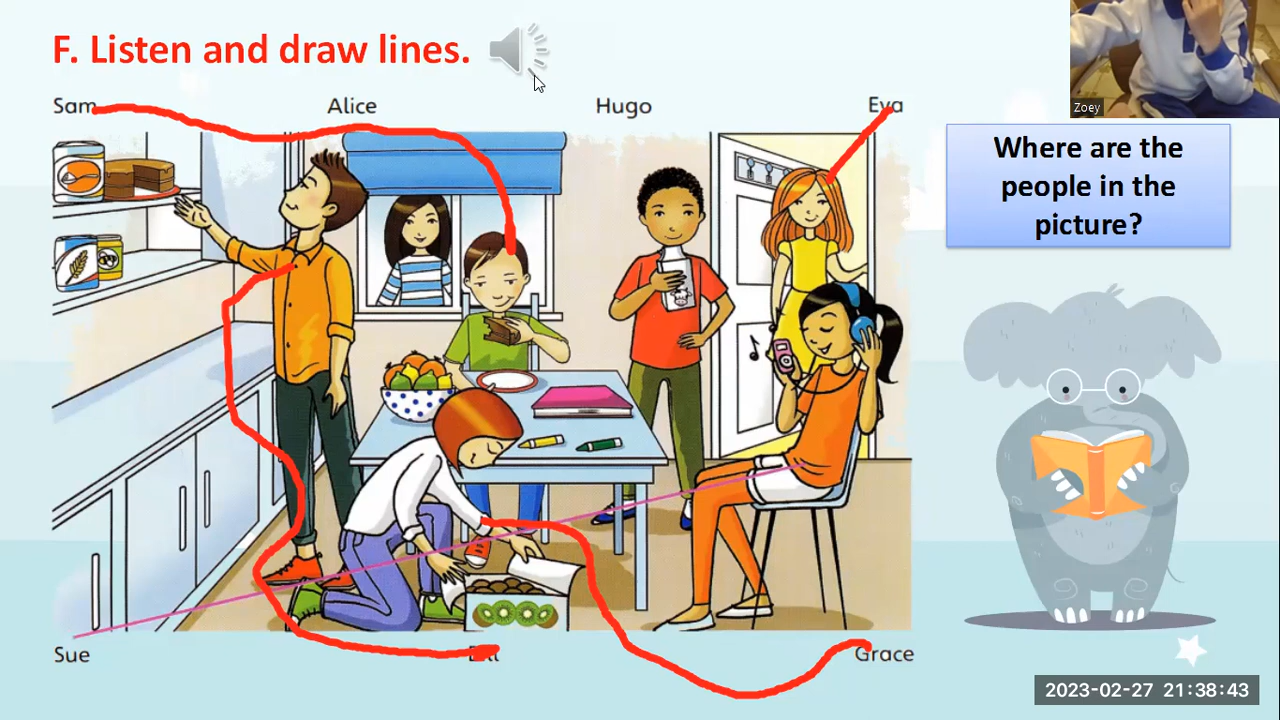 F. Listen and draw lines.
Sam Alice Hugo Eva
Zoey
Where are the
people in the
picture?
Sue Bill Grace
2023-02-27 21:38:43